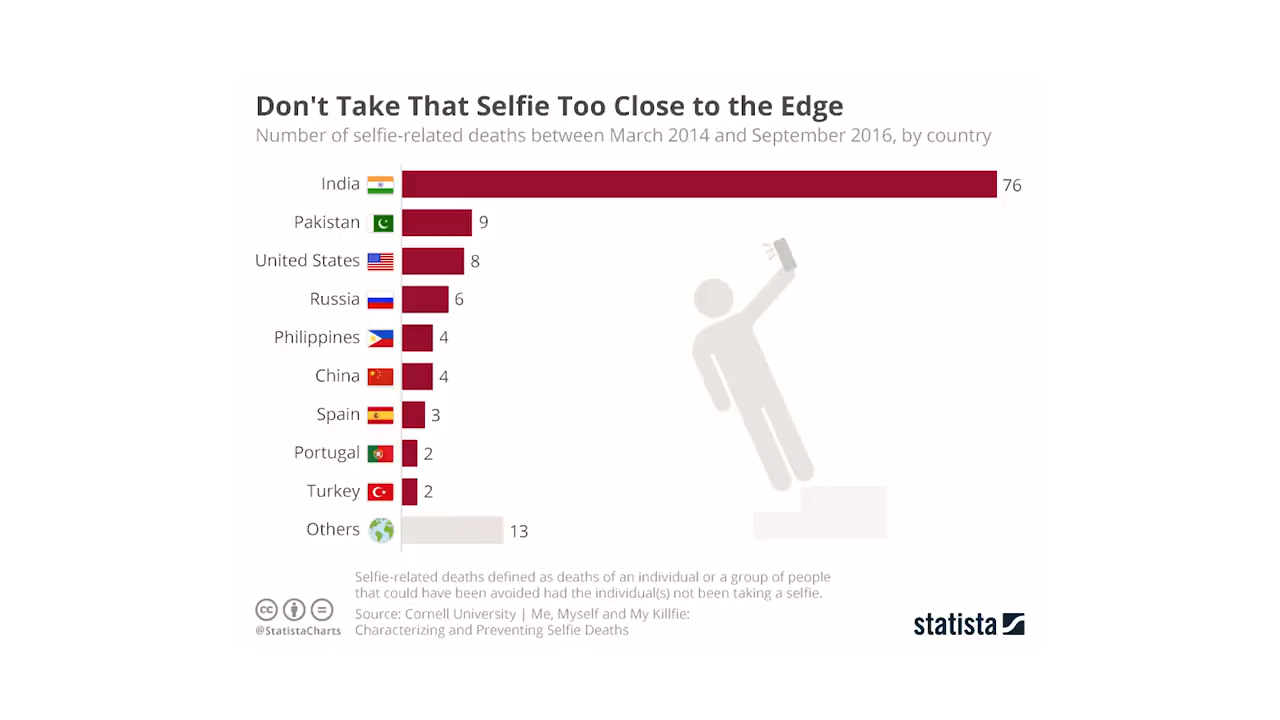 Don't Take That Selfie Too Close to the Edge
Number of selfie-related deaths between March 2014 and September 2016, by country
India 76
Pakistan 9
United States 8
Russia 6
Philippines 4
China 4
Spain 3
Portugal 2
Turkey 2
Others 13
Selfie-related deaths defined as deaths of an individual or a group of people
that could have been avoided had the individual(s) not been taking a selfie.
cc
@StatistaCharts
Source: Cornell University | Me, Myself and My Killfie:
Characterizing and Preventing Selfie Deaths
statista